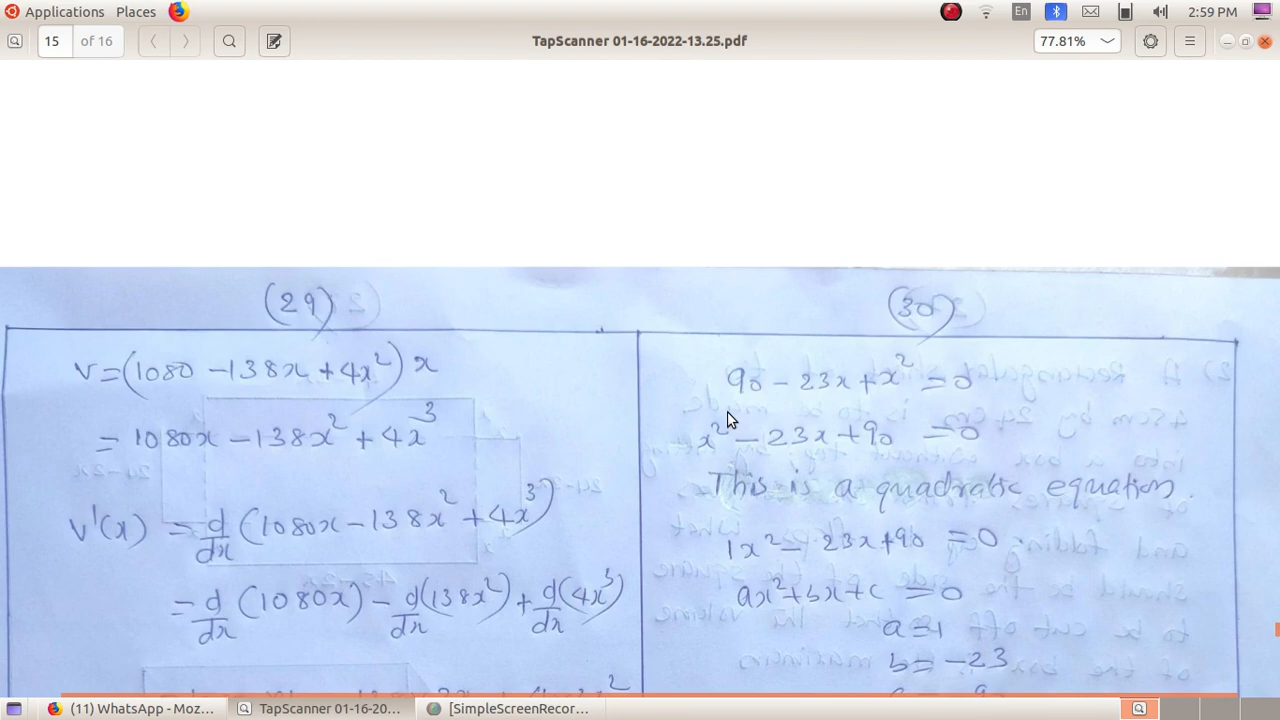 Applications Places En 2:59 PM
15 of 16 TapScanner 01-16-2022-13.25.pdf 77.81%
(29)
V=(1080 -138x +4x²) x
= 1080x -138x² + 4x³
V'(x) = d/dx (1080x -138x² + 4x³)
= d/dx (1080x) - d/dx (138x²) + d/dx (4x³)
(30)
90 - 23x + x² = 0
x² - 23x + 90 = 0
This is a quadratic equation.
1x² - 23x + 90 = 0
ax² + bx + c = 0
a = 1
b = -23
(11) WhatsApp - Moz... TapScanner 01-16-20... [SimpleScreenRecor...